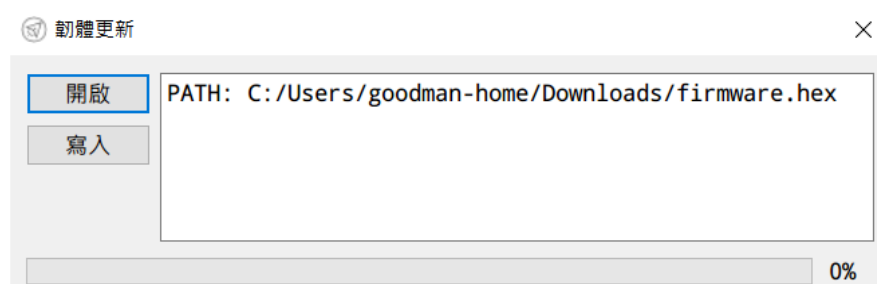 韌體更新
開啟
PATH: C:/Users/goodman-home/Downloads/firmware.hex
寫入
0%